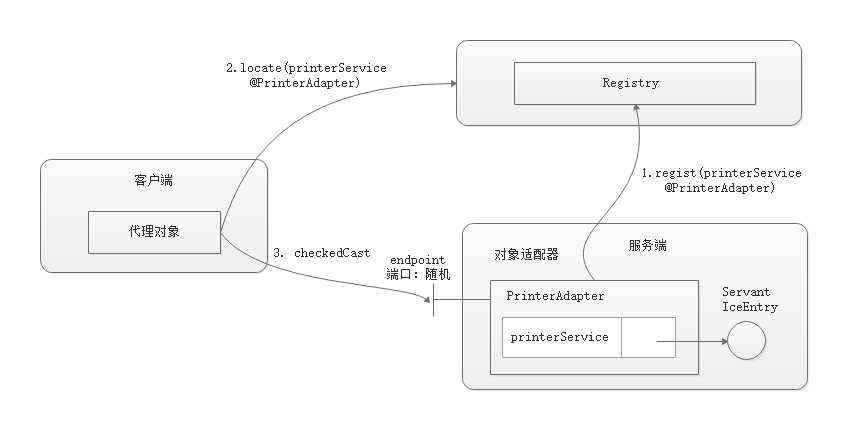 2.locate(printerService
@PrinterAdapter)
Registry
1.regist(printerService
@PrinterAdapter)
客户端
代理对象
3. checkedCast
endpoint
端口: 随机
对象适配器
服务端
PrinterAdapter
printerService
Servant
IceEntry